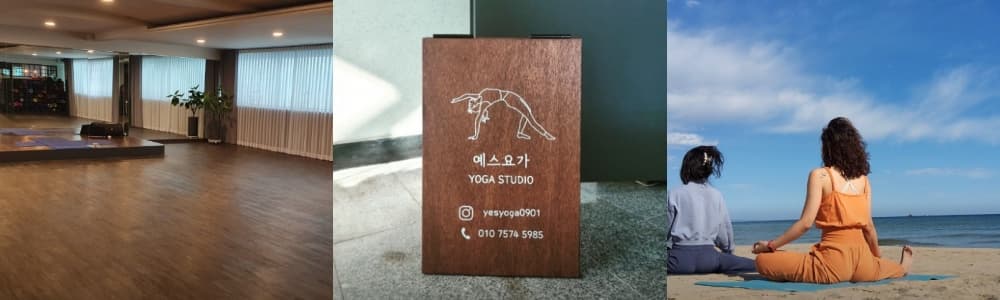 예스요가
YOGA STUDIO
yesyoga0901
010 7574 5985